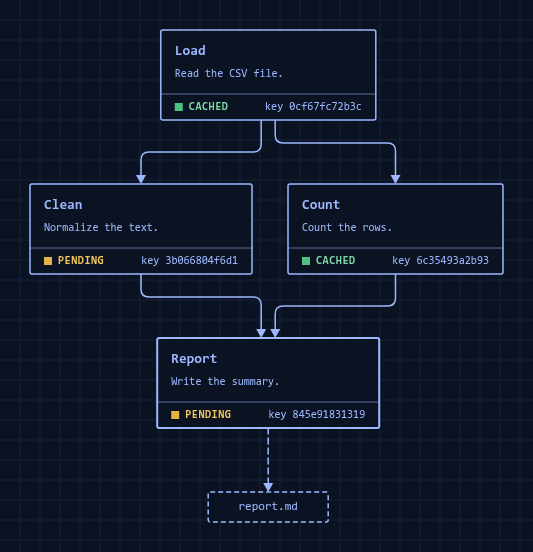 Load
Read the CSV file.
CACHED key 0cf67fc72b3c
Clean
Normalize the text.
PENDING key 3b066804f6d1
Count
Count the rows.
CACHED key 6c35493a2b93
Report
Write the summary.
PENDING key 845e91831319
report.md